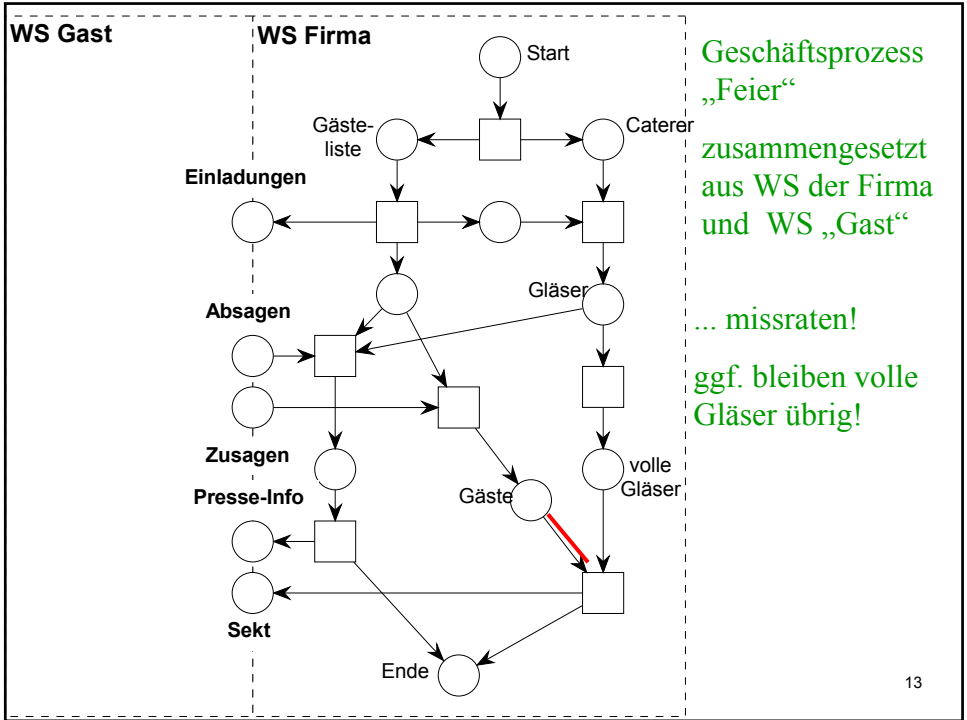 WS Gast
WS Firma
Start
Gäste-
liste
Caterer
Einladungen
Gläser
Absagen
Zusagen
Presse-Info
Gäste
volle
Gläser
Sekt
Ende
Geschäftsprozess
„Feier“
zusammengesetzt
aus WS der Firma
und WS „Gast“
... missraten!
ggf. bleiben volle
Gläser übrig!
13